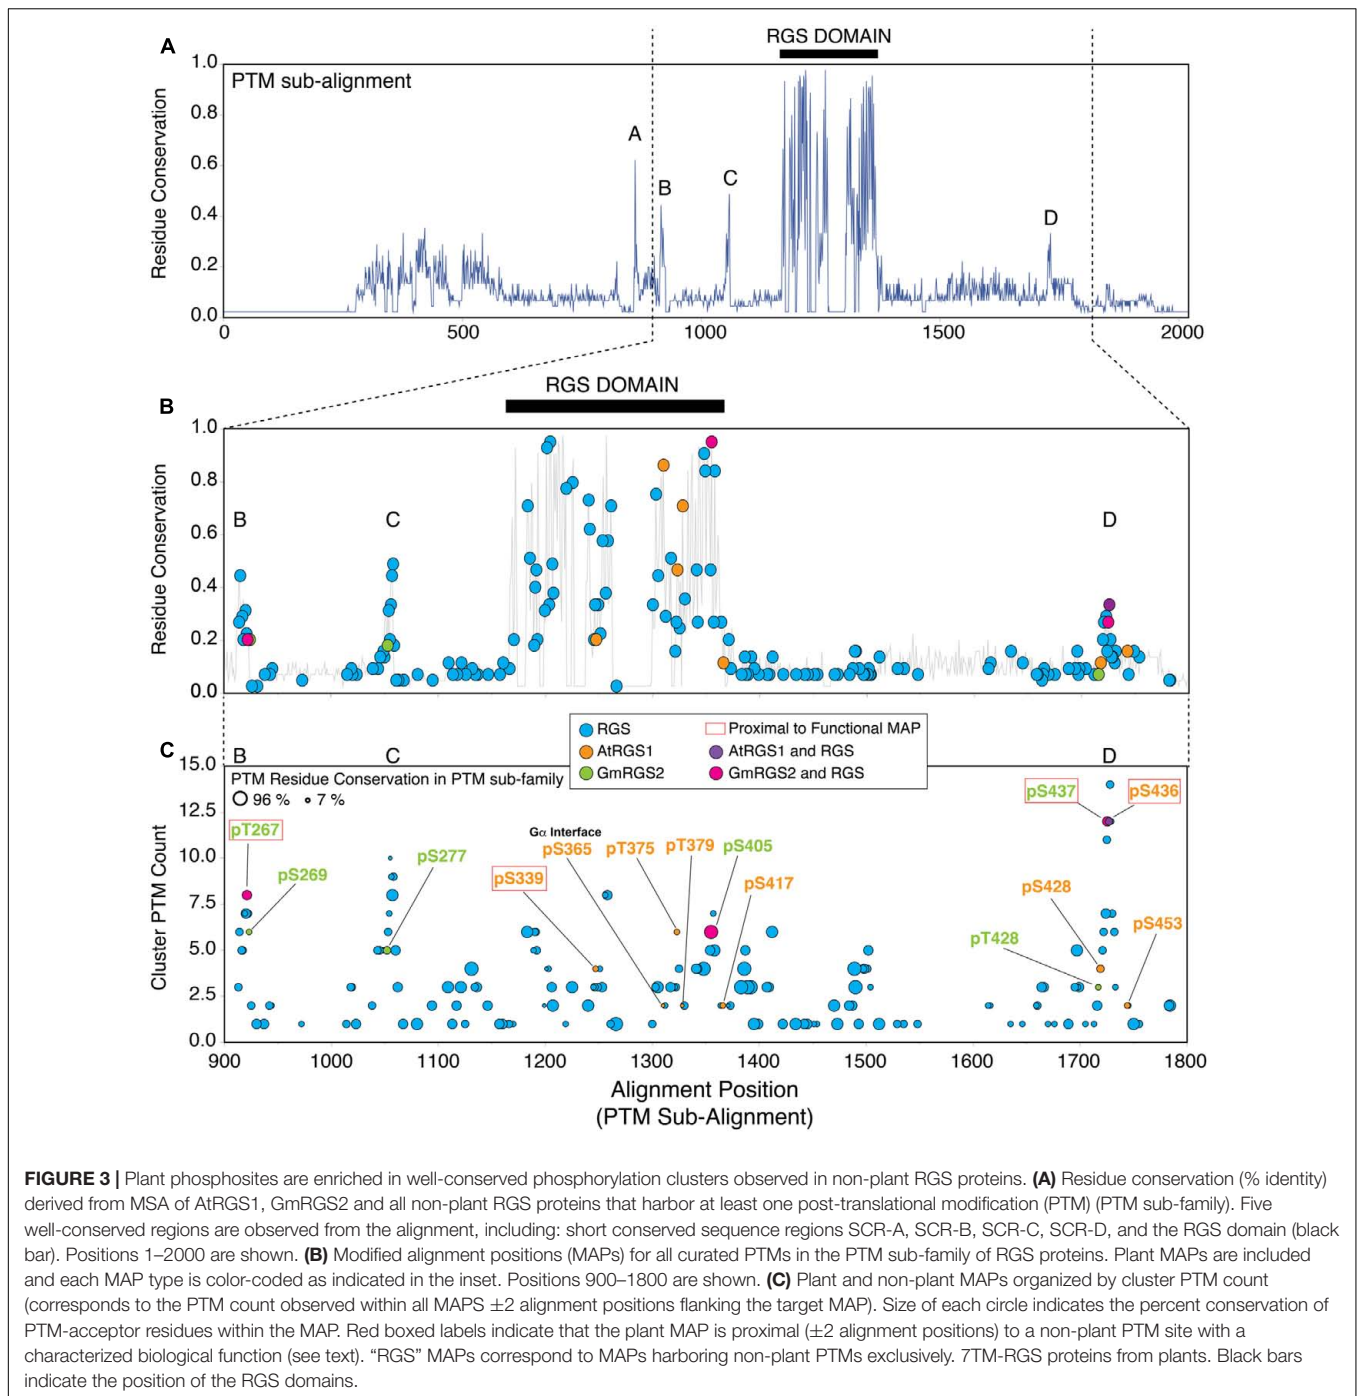 A
RGS DOMAIN
PTM sub-alignment
Residue Conservation
1.0
0.8
0.6
0.4
0.2
0.0
A
B
C
D
0
500
1000
1500
2000
RGS DOMAIN
B
Residue Conservation
1.0
0.8
0.6
0.4
0.2
0.0
B
C
D
RGS
AtRGS1
GmRGS2
Proximal to Functional MAP
AtRGS1 and RGS
GmRGS2 and RGS
C
B
C
D
Cluster PTM Count
15.0
12.5
10.0
7.5
5.0
2.5
0.0
PTM Residue Conservation in PTM sub-family
96 % 7 %
pT267
pS269
pS277
pS339
Gα Interface
pS365
pT375
pT379
pS405
pS417
pS437
pS436
pS428
pT428
pS453
900
1000
1100
1200
1300
1400
1500
1600
1700
1800
Alignment Position
(PTM Sub-Alignment)
FIGURE 3 | Plant phosphosites are enriched in well-conserved phosphorylation clusters observed in non-plant RGS proteins. (A) Residue conservation (% identity)
derived from MSA of AtRGS1, GmRGS2 and all non-plant RGS proteins that harbor at least one post-translational modification (PTM) (PTM sub-family). Five
well-conserved regions are observed from the alignment, including: short conserved sequence regions SCR-A, SCR-B, SCR-C, SCR-D, and the RGS domain (black
bar). Positions 1–2000 are shown. (B) Modified alignment positions (MAPs) for all curated PTMs in the PTM sub-family of RGS proteins. Plant MAPs are included
and each MAP type is color-coded as indicated in the inset. Positions 900–1800 are shown. (C) Plant and non-plant MAPs organized by cluster PTM count
(corresponds to the PTM count observed within all MAPS ±2 alignment positions flanking the target MAP). Size of each circle indicates the percent conservation of
PTM-acceptor residues within the MAP. Red boxed labels indicate that the plant MAP is proximal (±2 alignment positions) to a non-plant PTM site with a
characterized biological function (see text). “RGS” MAPs correspond to MAPs harboring non-plant PTMs exclusively. 7TM-RGS proteins from plants. Black bars
indicate the position of the RGS domains.